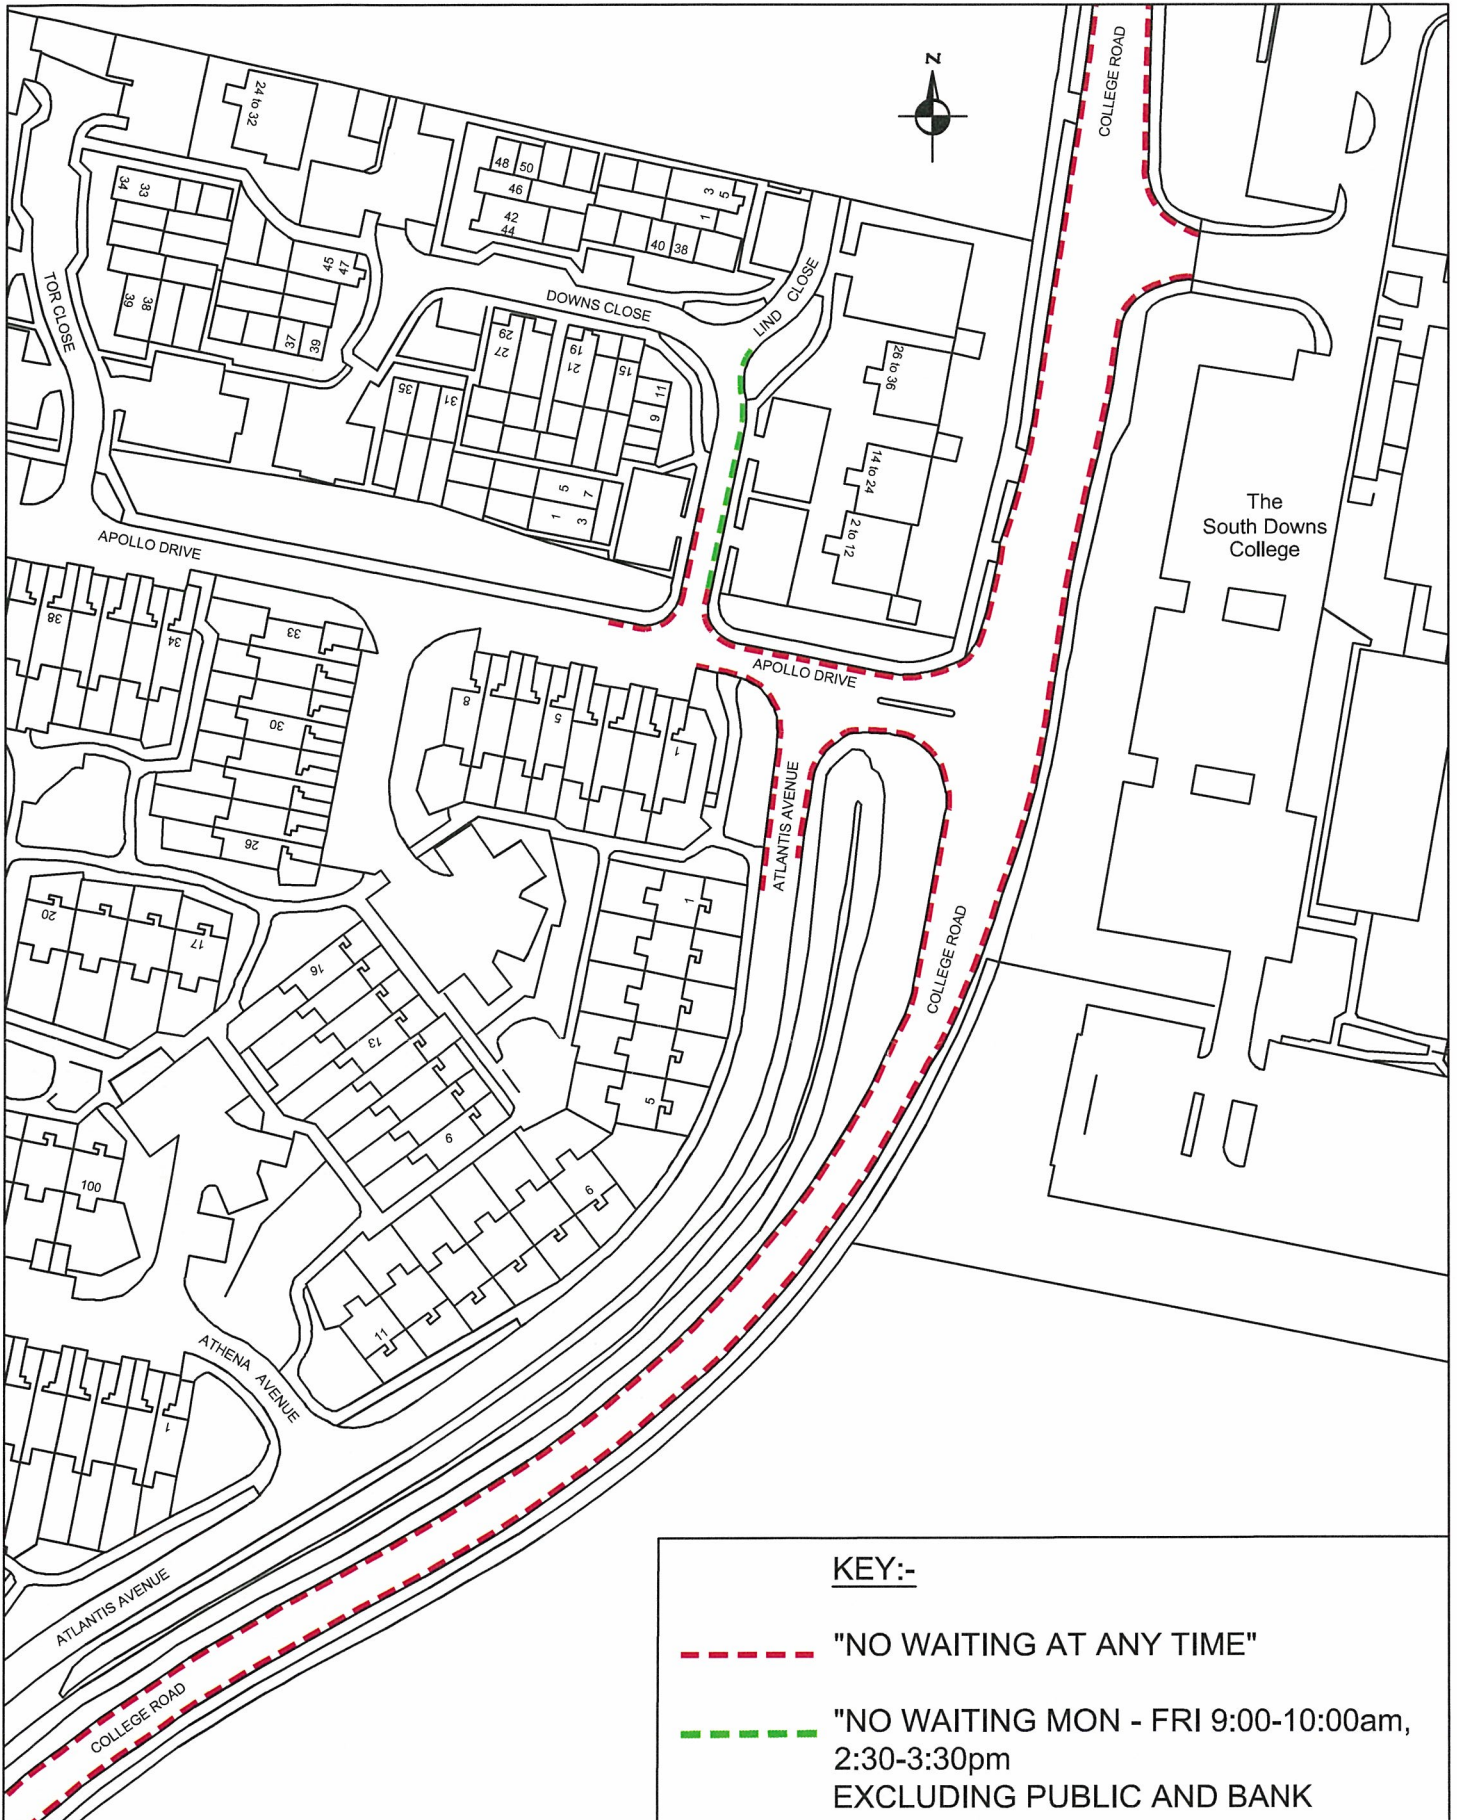 N
COLLEGE ROAD
24 to 32
48 50
46
42
44
3
5
1
40 38
34
33
45
47
39
38
37
39
TOR CLOSE
DOWNS CLOSE
LIND CLOSE
29
27
19
21
15
11
9
35
31
26 to 36
14 to 24
2 to 12
5
7
1
3
The
South Downs
College
APOLLO DRIVE
APOLLO DRIVE
38
34
33
30
26
8
5
1
ATLANTIS AVENUE
COLLEGE ROAD
20
17
16
13
9
1
5
6
11
100
ATHENA AVENUE
1
ATLANTIS AVENUE
COLLEGE ROAD
KEY:-
"NO WAITING AT ANY TIME"
"NO WAITING MON - FRI 9:00-10:00am,
2:30-3:30pm
EXCLUDING PUBLIC AND BANK